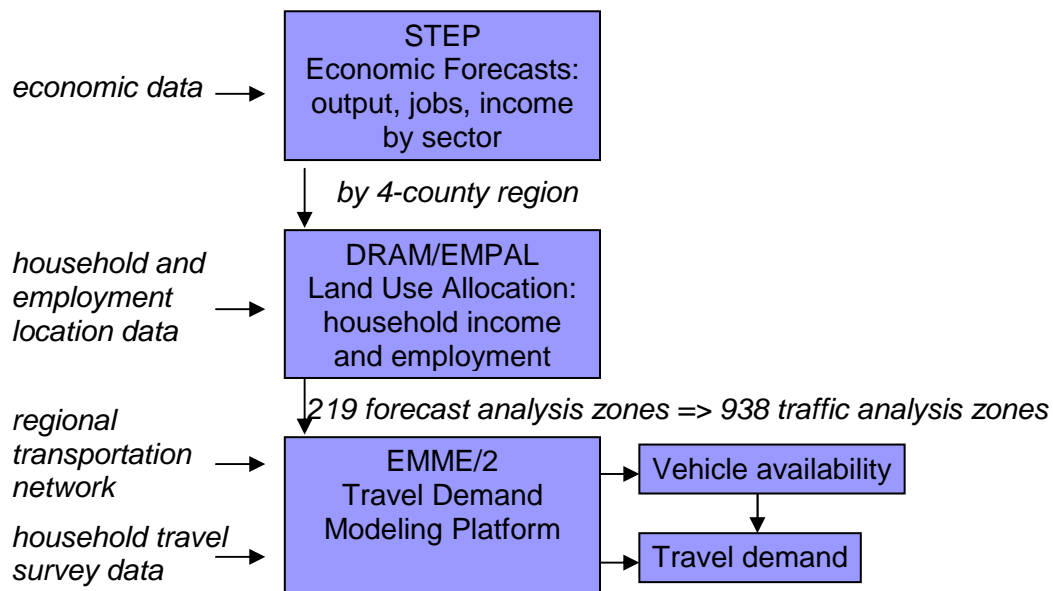 STEP
Economic Forecasts:
output, jobs, income
by sector
economic data
by 4-county region
DRAM/EMPAL
Land Use Allocation:
household income
and employment
household and
employment
location data
219 forecast analysis zones => 938 traffic analysis zones
regional
transportation
network
EMME/2
Travel Demand
Modeling Platform
Vehicle availability
household travel
survey data
Travel demand